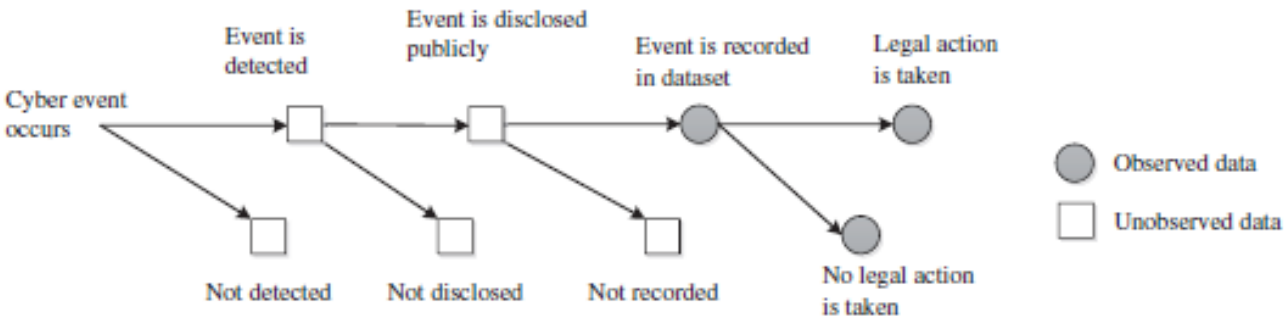 Event is
detected
Event is disclosed
publicly
Event is recorded
in dataset
Legal action
is taken
Cyber event
occurs
Observed data
Unobserved data
Not detected
Not disclosed
Not recorded
No legal action
is taken